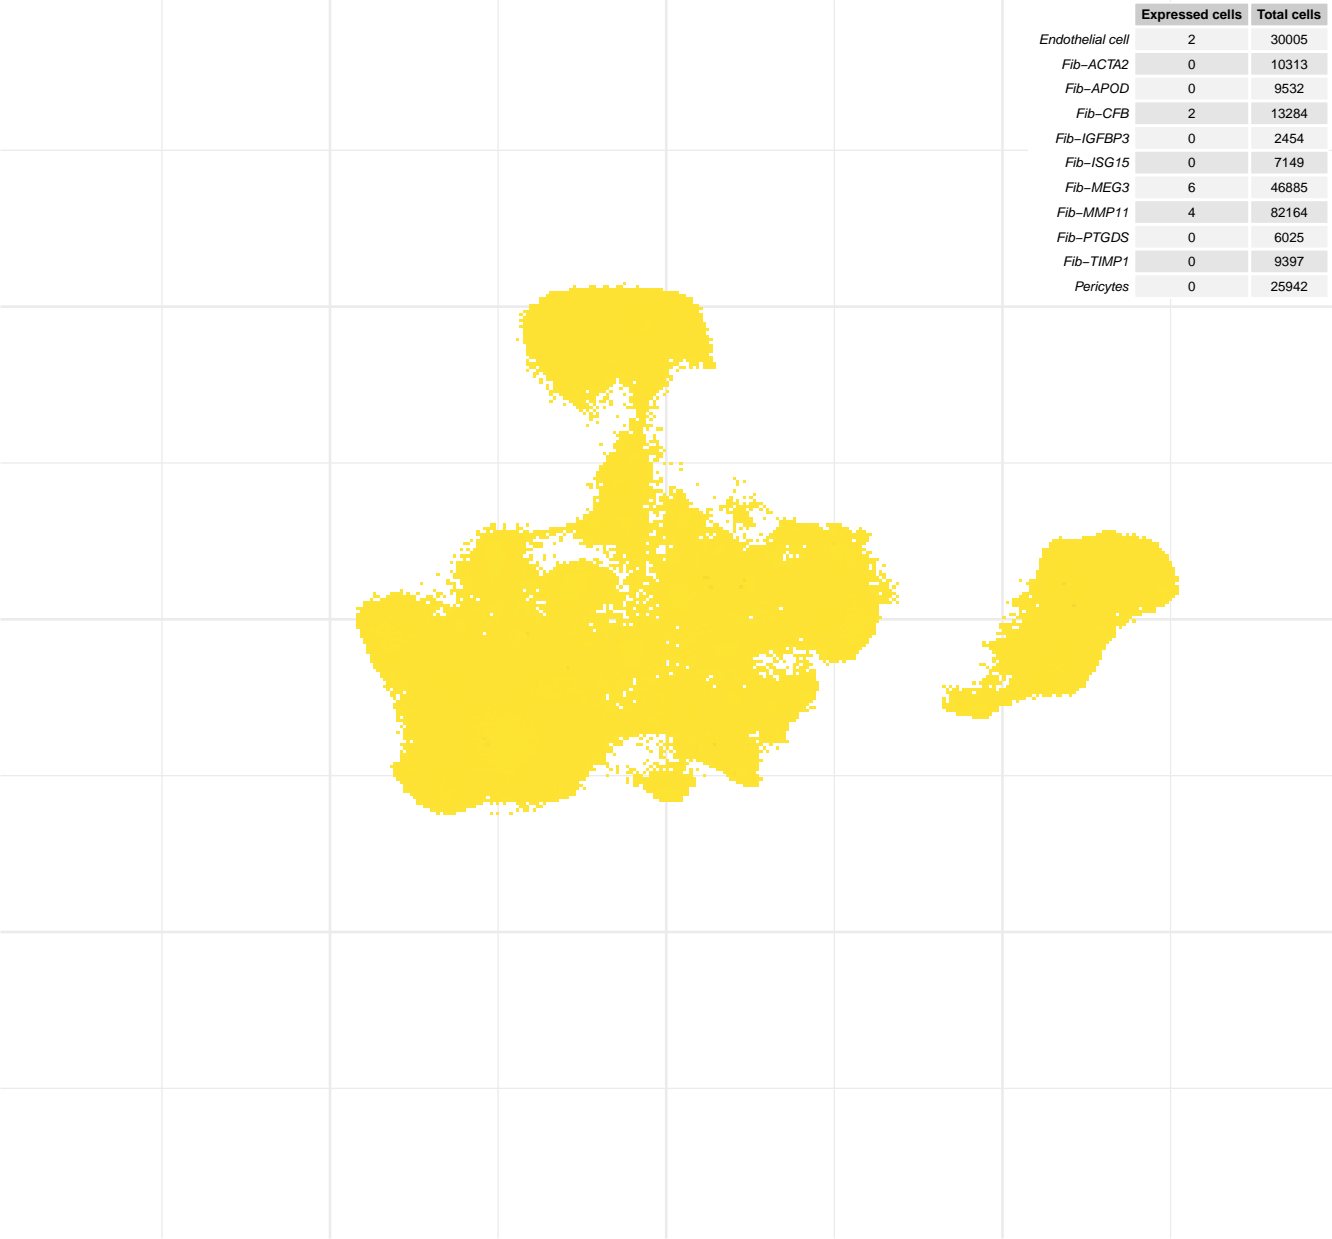 Expressed cells Total cells
Endothelial cell 2 30005
Fib−ACTA2 0 10313
Fib−APOD 0 9532
Fib−CFB 2 13284
Fib−IGFBP3 0 2454
Fib−ISG15 0 7149
Fib−MEG3 6 46885
Fib−MMP11 4 82164
Fib−PTGDS 0 6025
Fib−TIMP1 0 9397
Pericytes 0 25942